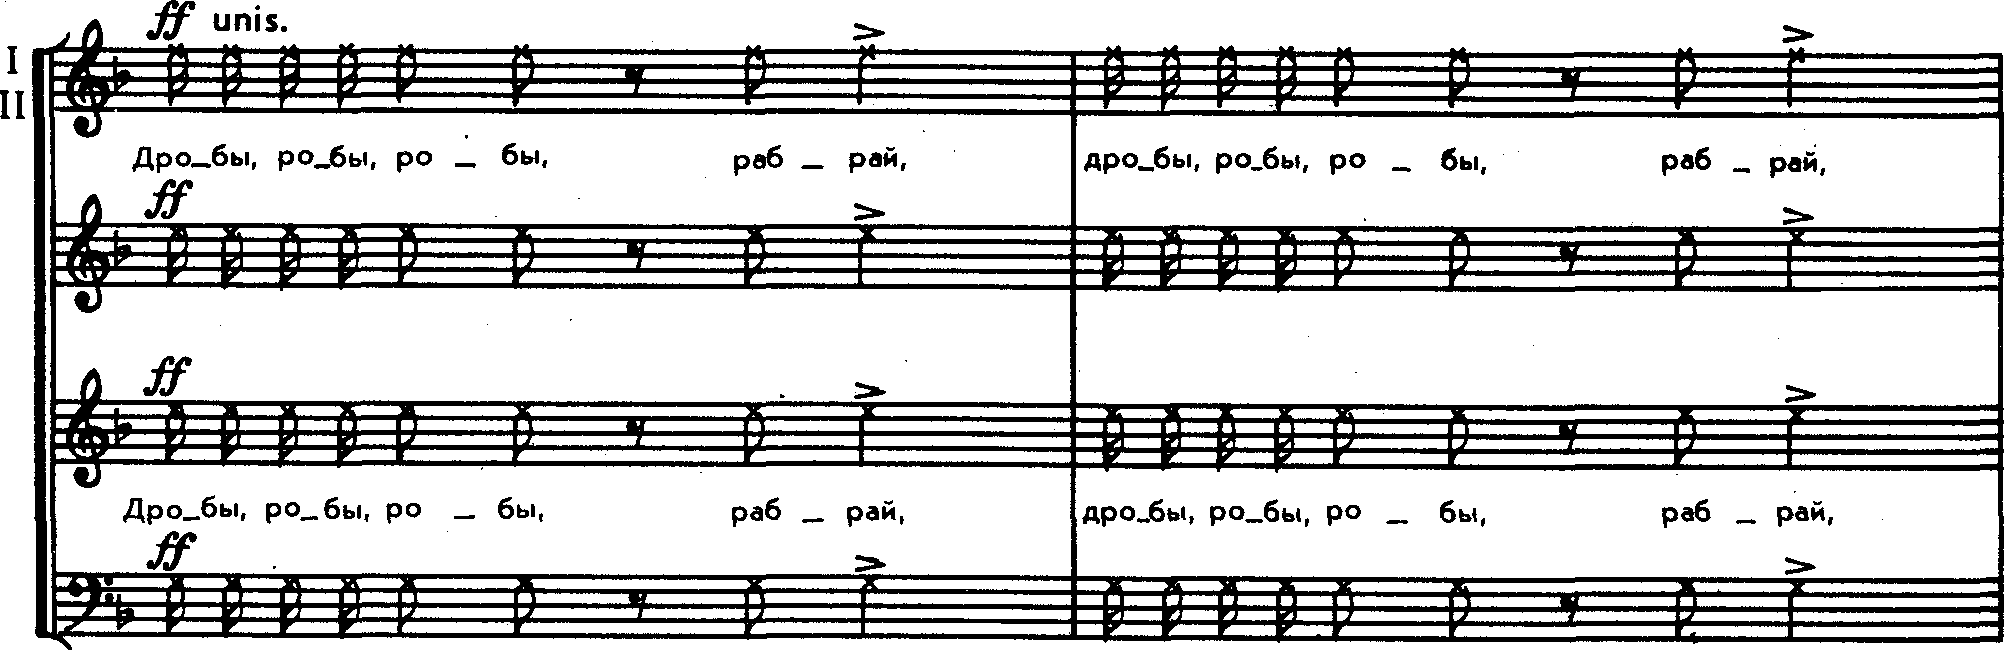 ff unis.
I
II
Дро_бы, ро_бы, ро _ бы, раб _ рай, дро_бы, ро_бы, ро _ бы, раб _ рай,
ff
ff
Дро_бы, ро_бы, ро _ бы, раб _ рай, дро_бы, ро_бы, ро _ бы, раб _ рай,
ff